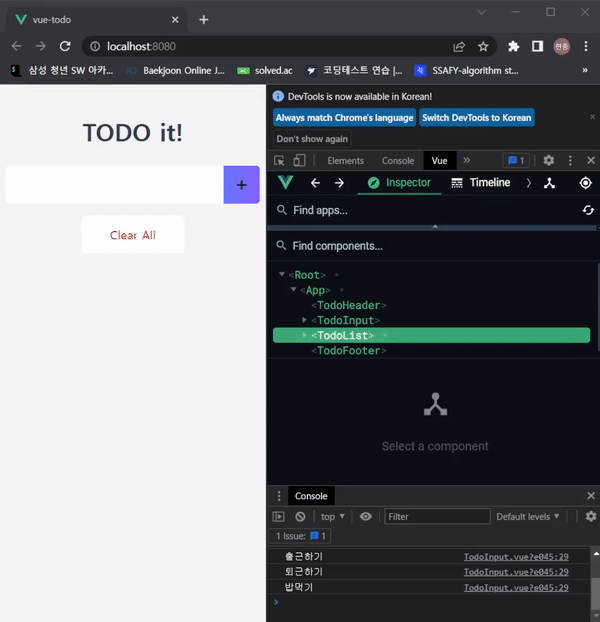 vue-todo
localhost:8080
현중
삼성 청년 SW 아카...
Baekjoon Online J...
solved.ac
코딩테스트 연습 |...
SSAFY-algorithm st...
»
TODO it!
+
Clear All
DevTools is now available in Korean!
Always match Chrome's language
Switch DevTools to Korean
Don't show again
Elements
Console
Vue
»
1
Inspector
Timeline
Find apps...
Find components...
<Root>
<App>
<TodoHeader>
<TodoInput>
<TodoList>
<TodoFooter>
Select a component
Console
top
Filter
Default levels
1 Issue: 1
출근하기 TodoInput.vue?e045:29
퇴근하기 TodoInput.vue?e045:29
밥먹기 TodoInput.vue?e045:29